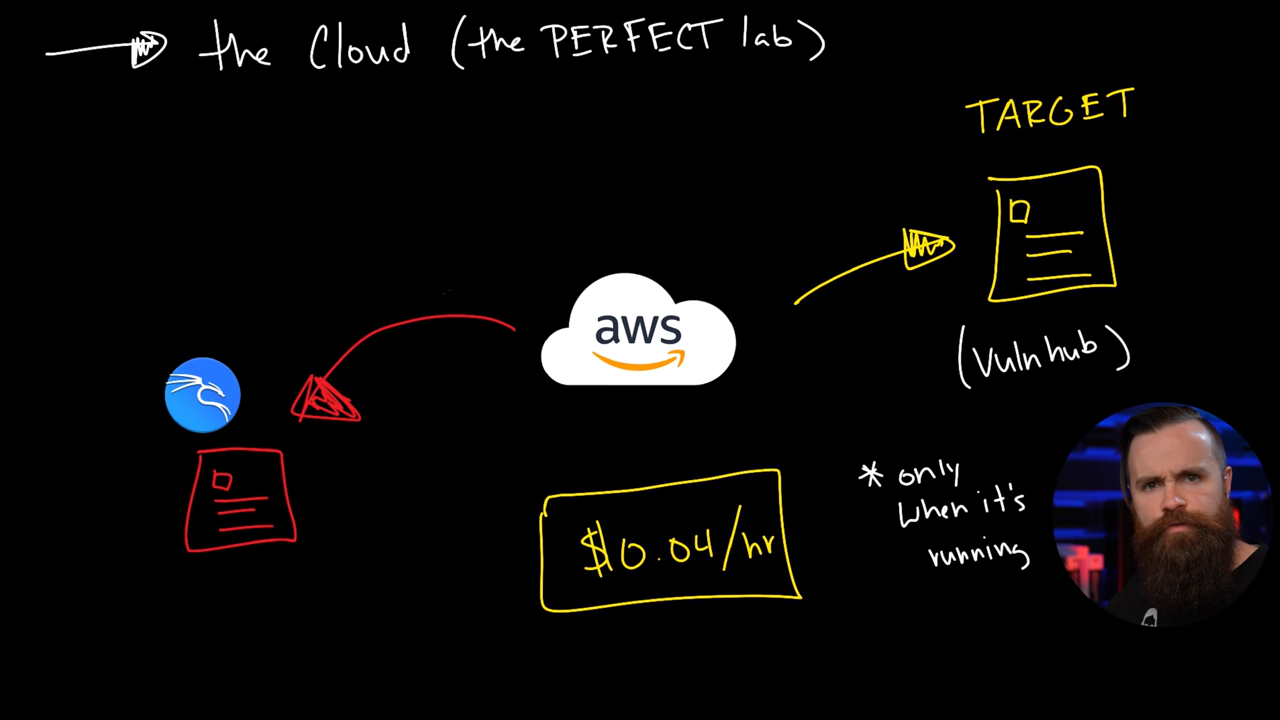 the Cloud (the PERFECT lab)
TARGET
aws
(Vulnhub)
$0.04/hr
* only
when it's
running